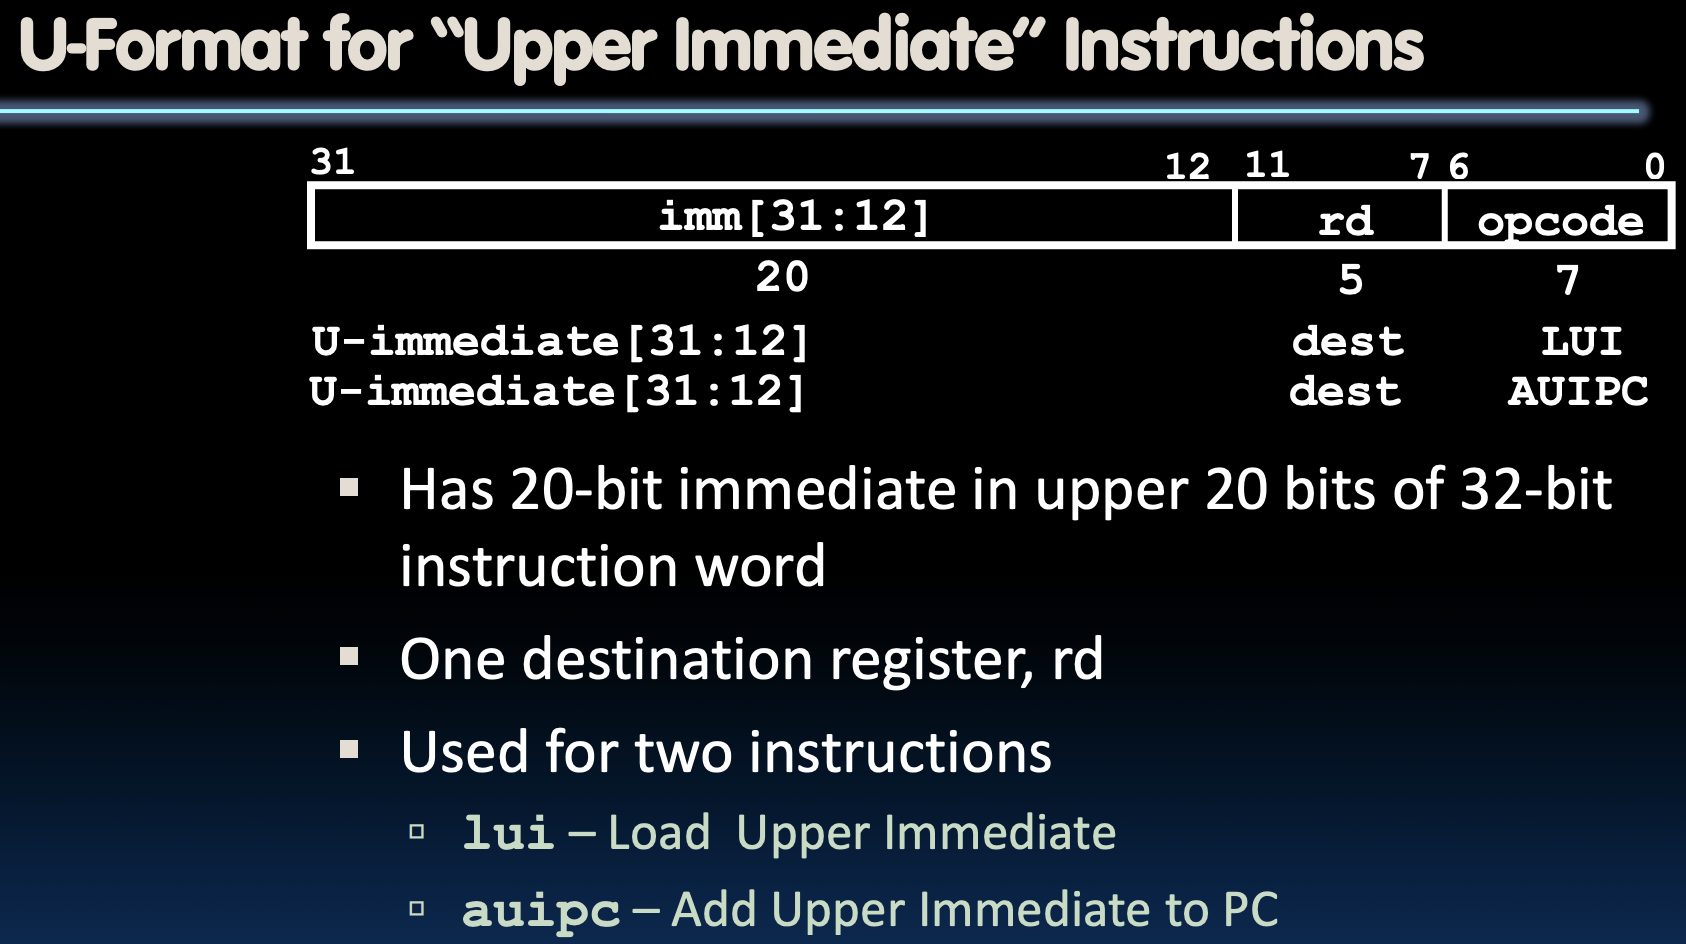 U-Format for “Upper Immediate” Instructions
31 12 11 7 6 0
imm[31:12] rd opcode
20 5 7
U-immediate[31:12] dest LUI
U-immediate[31:12] dest AUIPC
▪ Has 20-bit immediate in upper 20 bits of 32-bit
instruction word
▪ One destination register, rd
▪ Used for two instructions
▫ lui – Load Upper Immediate
▫ auipc – Add Upper Immediate to PC